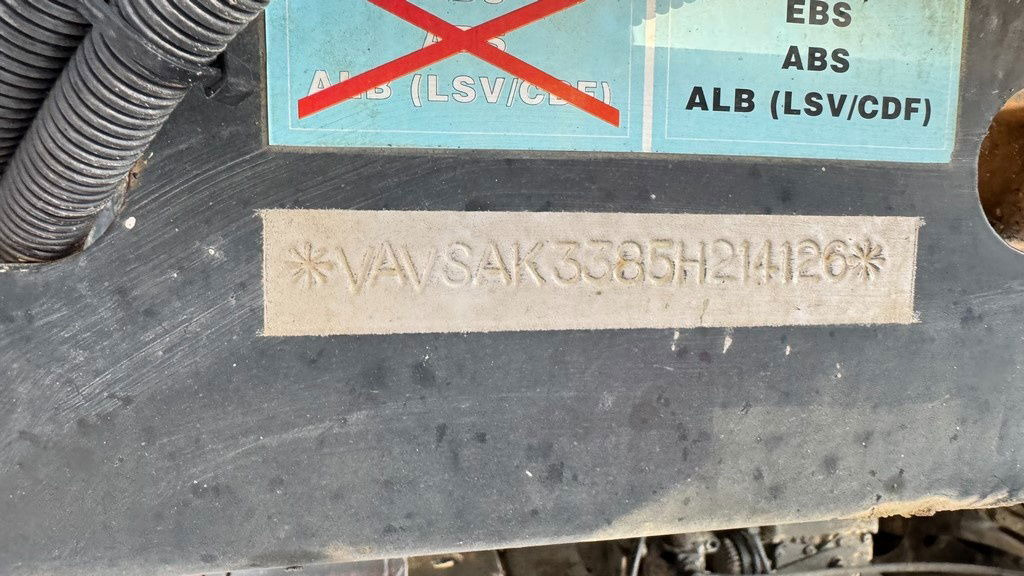 ALB (LSV/CDF)
EBS
ABS
ALB (LSV/CDF)
*VAVSAK3385H214126*